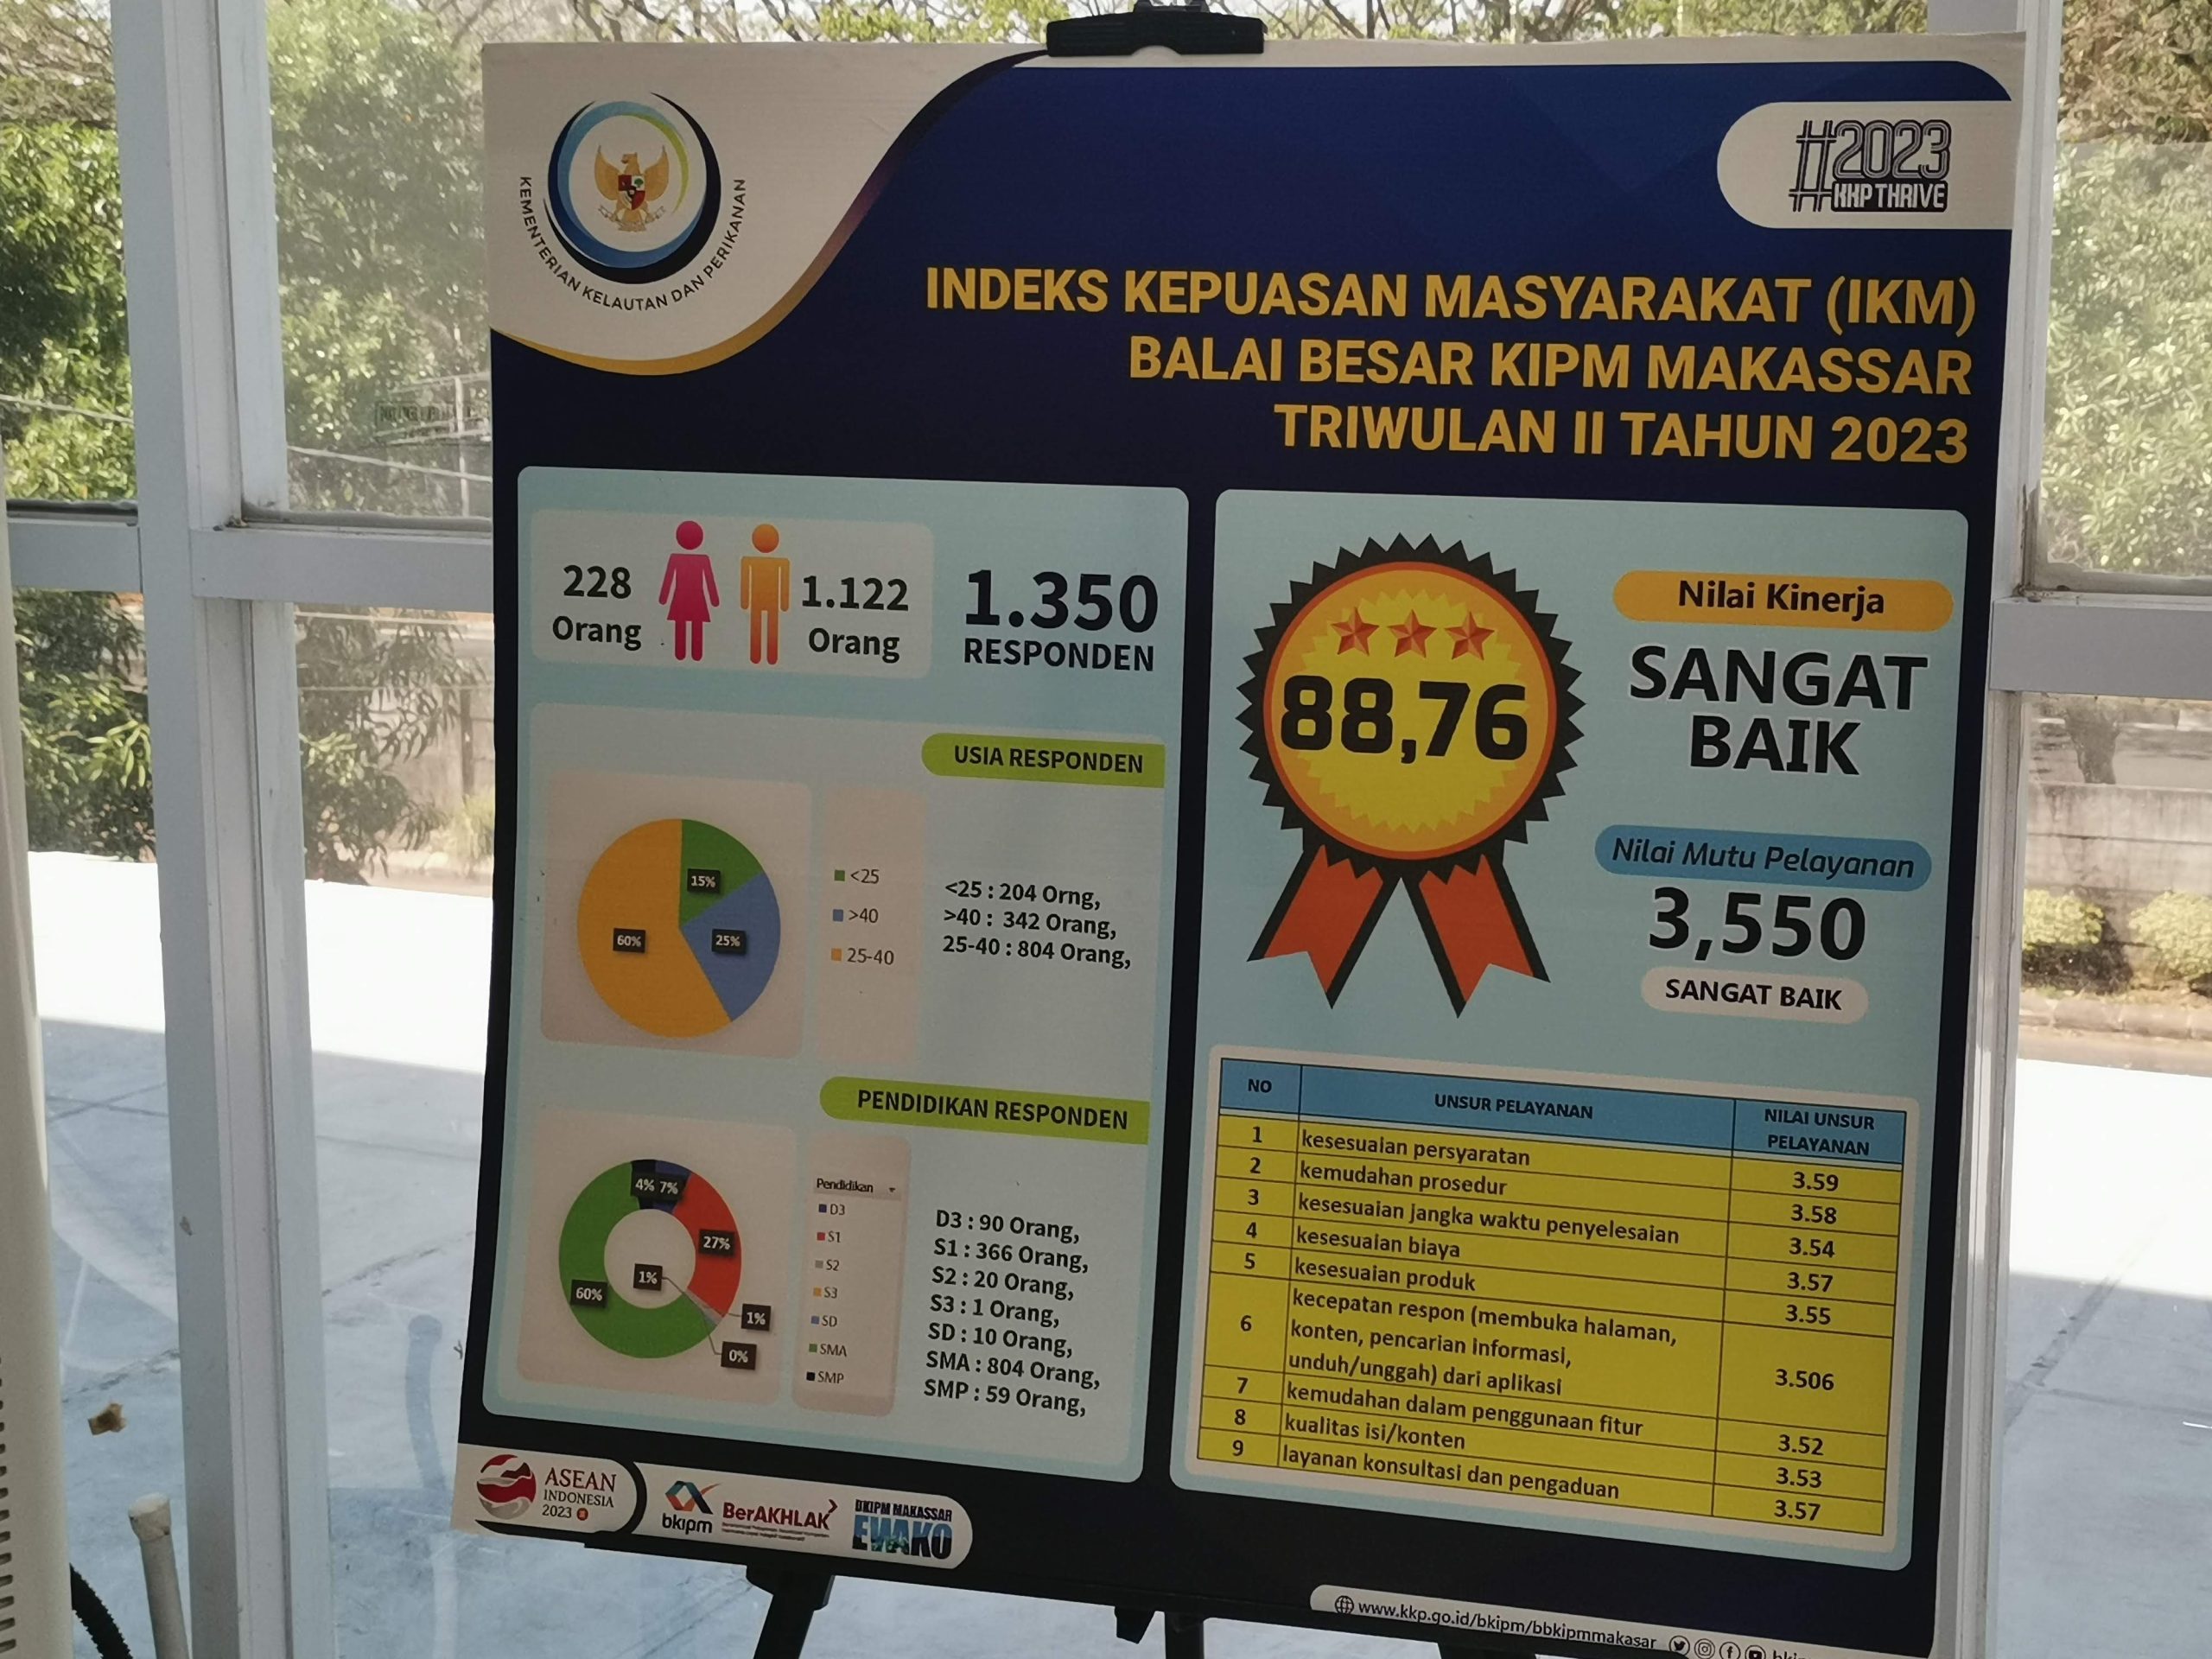 KEMENTERIAN KELAUTAN DAN PERIKANAN
#2023
KKP THRIVE
INDEKS KEPUASAN MASYARAKAT (IKM)
BALAI BESAR KIPM MAKASSAR
TRIWULAN II TAHUN 2023
228
Orang
1.122
Orang
1.350
RESPONDEN
USIA RESPONDEN
15%
25%
60%
<25
>40
25-40
<25 : 204 Orng,
>40 : 342 Orang,
25-40 : 804 Orang,
PENDIDIKAN RESPONDEN
4% 7%
27%
1%
60%
1%
0%
Pendidikan
D3
S1
S2
S3
SD
SMA
SMP
D3 : 90 Orang,
S1 : 366 Orang,
S2 : 20 Orang,
S3 : 1 Orang,
SD : 10 Orang,
SMA : 804 Orang,
SMP : 59 Orang,
88,76
Nilai Kinerja
SANGAT
BAIK
Nilai Mutu Pelayanan
3,550
SANGAT BAIK
NO UNSUR PELAYANAN NILAI UNSUR
PELAYANAN
1 kesesuaian persyaratan 3.59
2 kemudahan prosedur 3.58
3 kesesuaian jangka waktu penyelesaian 3.54
4 kesesuaian biaya 3.57
5 kesesuaian produk 3.55
6 kecepatan respon (membuka halaman,
konten, pencarian informasi,
unduh/unggah) dari aplikasi 3.506
7 kemudahan dalam penggunaan fitur 3.52
8 kualitas isi/konten 3.53
9 layanan konsultasi dan pengaduan 3.57
ASEAN
INDONESIA
2023
bkipm
BerAKHLAK
BKIPM MAKASSAR
EWAKO
www.kkp.go.id/bkipm/bbkipmmakasar